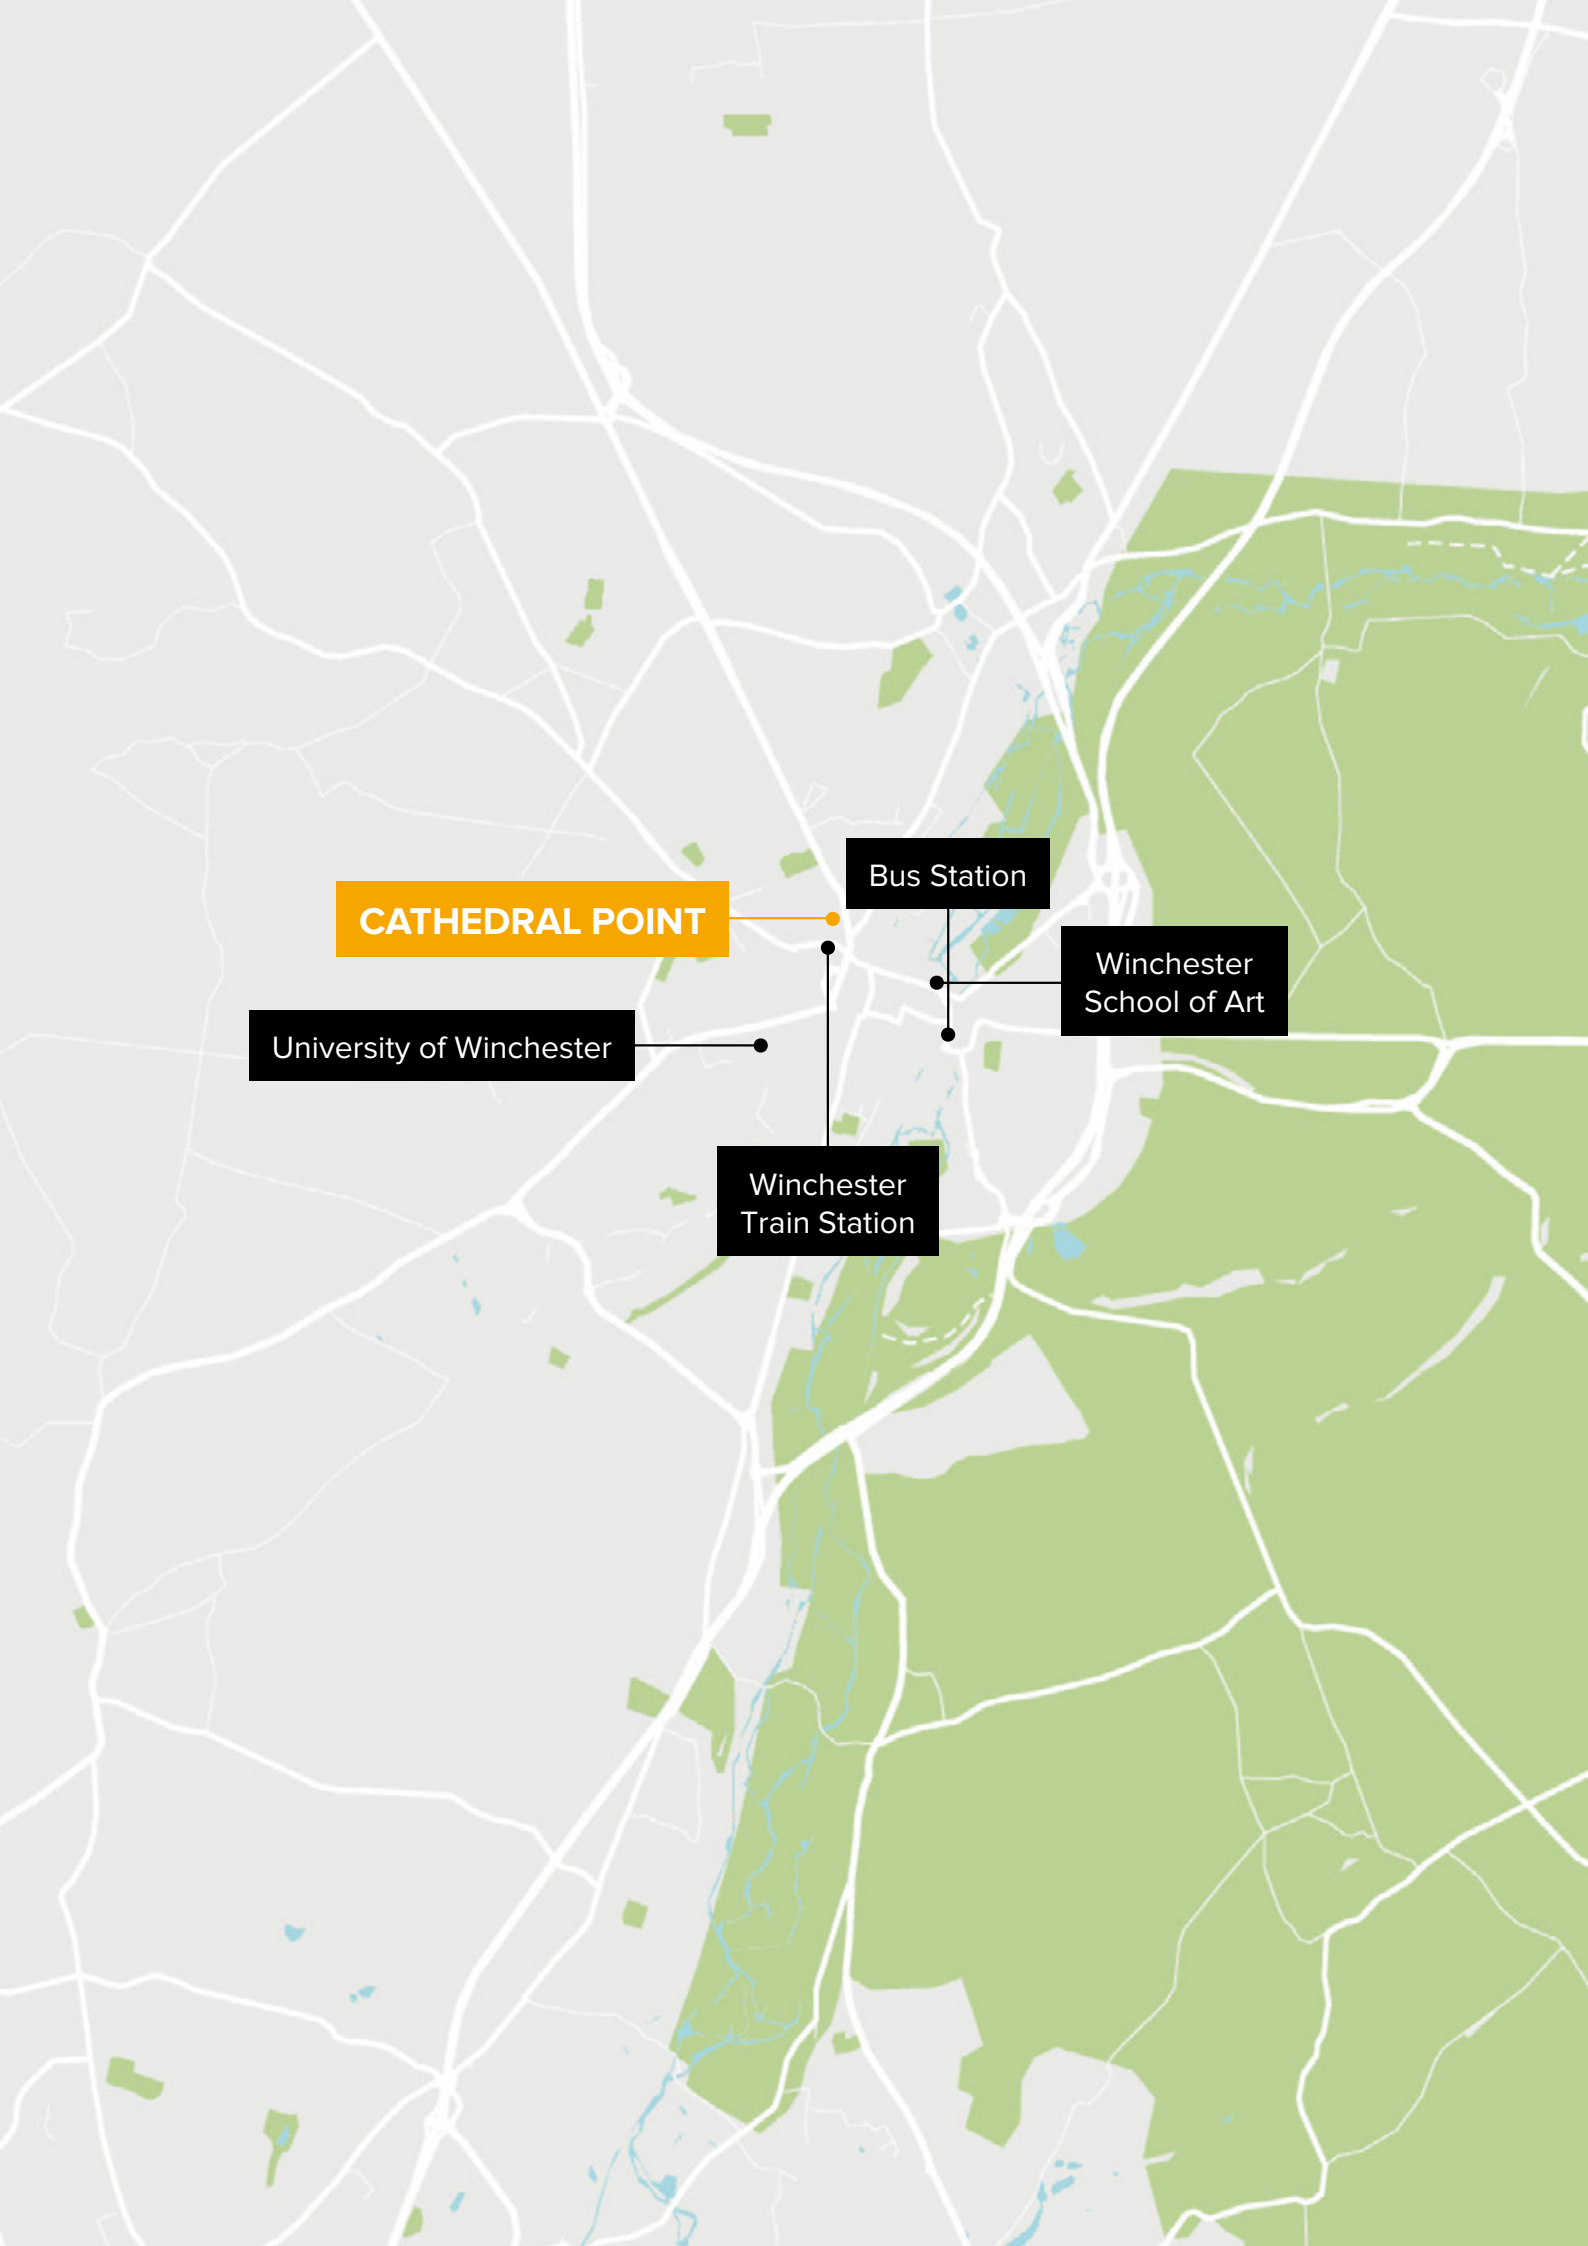 Bus Station
CATHEDRAL POINT
Winchester
School of Art
University of Winchester
Winchester
Train Station